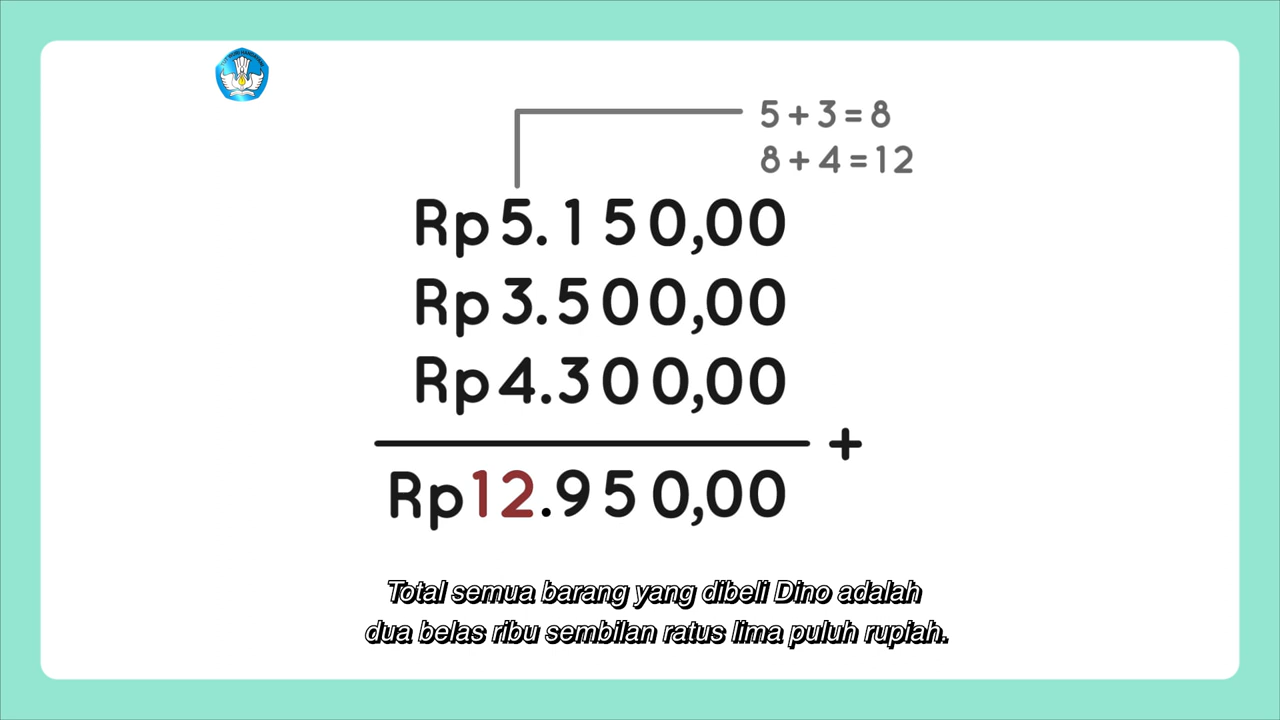 5 + 3 = 8
8 + 4 = 12
Rp5.150,00
Rp3.500,00
Rp4.300,00
+
Rp12.950,00
Total semua barang yang dibeli Dino adalah
dua belas ribu sembilan ratus lima puluh rupiah.